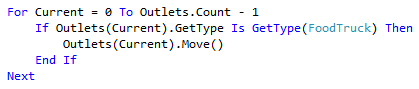 For Current = 0 To Outlets.Count - 1
    If Outlets(Current).GetType Is GetType(FoodTruck) Then
        Outlets(Current).Move()
    End If
Next